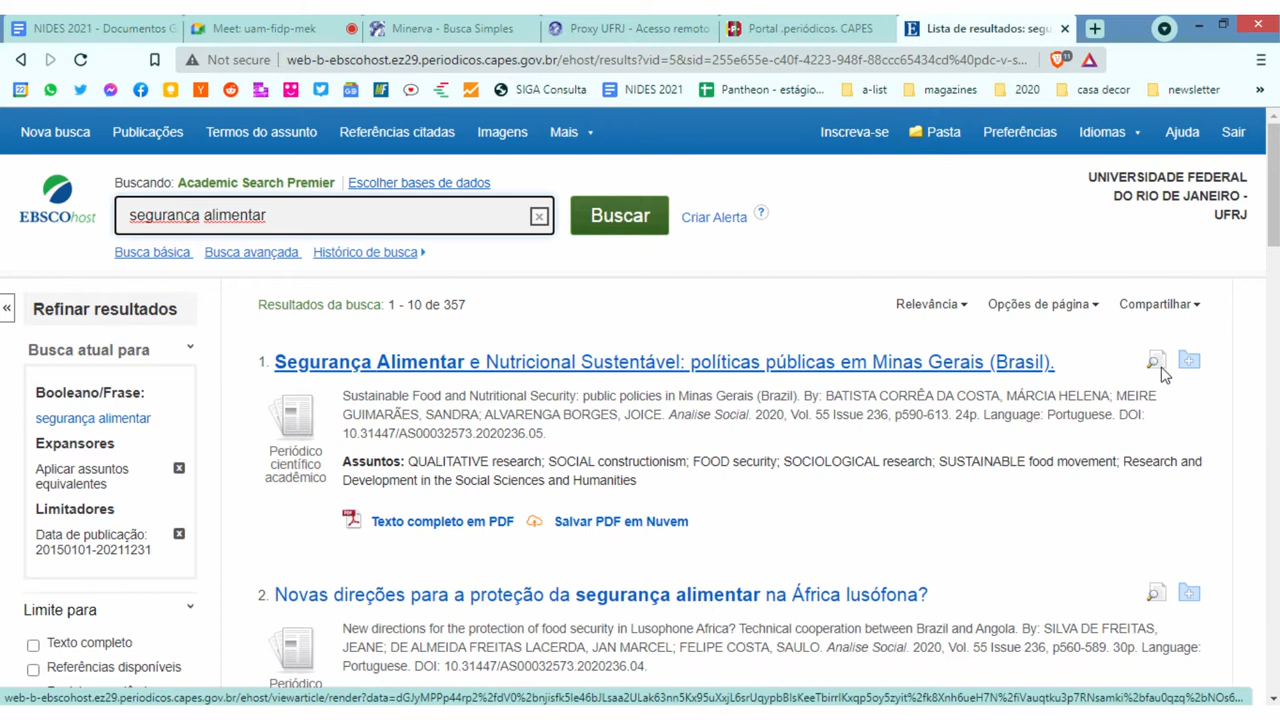 NIDES 2021 - Documentos G
Meet: uam-fidp-mek
Minerva - Busca Simples
Proxy UFRJ - Acesso remoto
Portal .periódicos. CAPES
Lista de resultados: segu
Not secure
web-b-ebscohost.ez29.periodicos.capes.gov.br/ehost/results?vid=5&sid=255e655e-c40f-4223-948f-88ccc65434cd%40pdc-v-s...
SIGA Consulta
NIDES 2021
Pantheon - estágio...
a-list
magazines
2020
casa decor
newsletter
»
Nova busca Publicações Termos do assunto Referências citadas Imagens Mais
Inscreva-se Pasta Preferências Idiomas Ajuda Sair
EBSCOhost
Buscando: Academic Search Premier Escolher bases de dados
segurança alimentar
Buscar
Criar Alerta ?
Busca básica Busca avançada Histórico de busca
UNIVERSIDADE FEDERAL
DO RIO DE JANEIRO -
UFRJ
«
Refinar resultados
Busca atual para
Booleano/Frase:
segurança alimentar
Expansores
Aplicar assuntos
equivalentes
Limitadores
Data de publicação:
20150101-20211231
Limite para
Texto completo
Referências disponíveis
Resultados da busca: 1 - 10 de 357
Relevância Opções de página Compartilhar
1. Segurança Alimentar e Nutricional Sustentável: políticas públicas em Minas Gerais (Brasil).
Periódico
científico
acadêmico
Sustainable Food and Nutritional Security: public policies in Minas Gerais (Brazil). By: BATISTA CORRÊA DA COSTA, MÁRCIA HELENA; MEIRE
GUIMARÃES, SANDRA; ALVARENGA BORGES, JOICE. Analise Social. 2020, Vol. 55 Issue 236, p590-613. 24p. Language: Portuguese. DOI:
10.31447/AS00032573.2020236.05.
Assuntos: QUALITATIVE research; SOCIAL constructionism; FOOD security; SOCIOLOGICAL research; SUSTAINABLE food movement; Research and
Development in the Social Sciences and Humanities
Texto completo em PDF Salvar PDF em Nuvem
2. Novas direções para a proteção da segurança alimentar na África lusófona?
New directions for the protection of food security in Lusophone Africa? Technical cooperation between Brazil and Angola. By: SILVA DE FREITAS,
JEANE; DE ALMEIDA FREITAS LACERDA, JAN MARCEL; FELIPE COSTA, SAULO. Analise Social. 2020, Vol. 55 Issue 236, p560-589. 30p. Language:
Portuguese. DOI: 10.31447/AS00032573.2020236.04.
Periódico